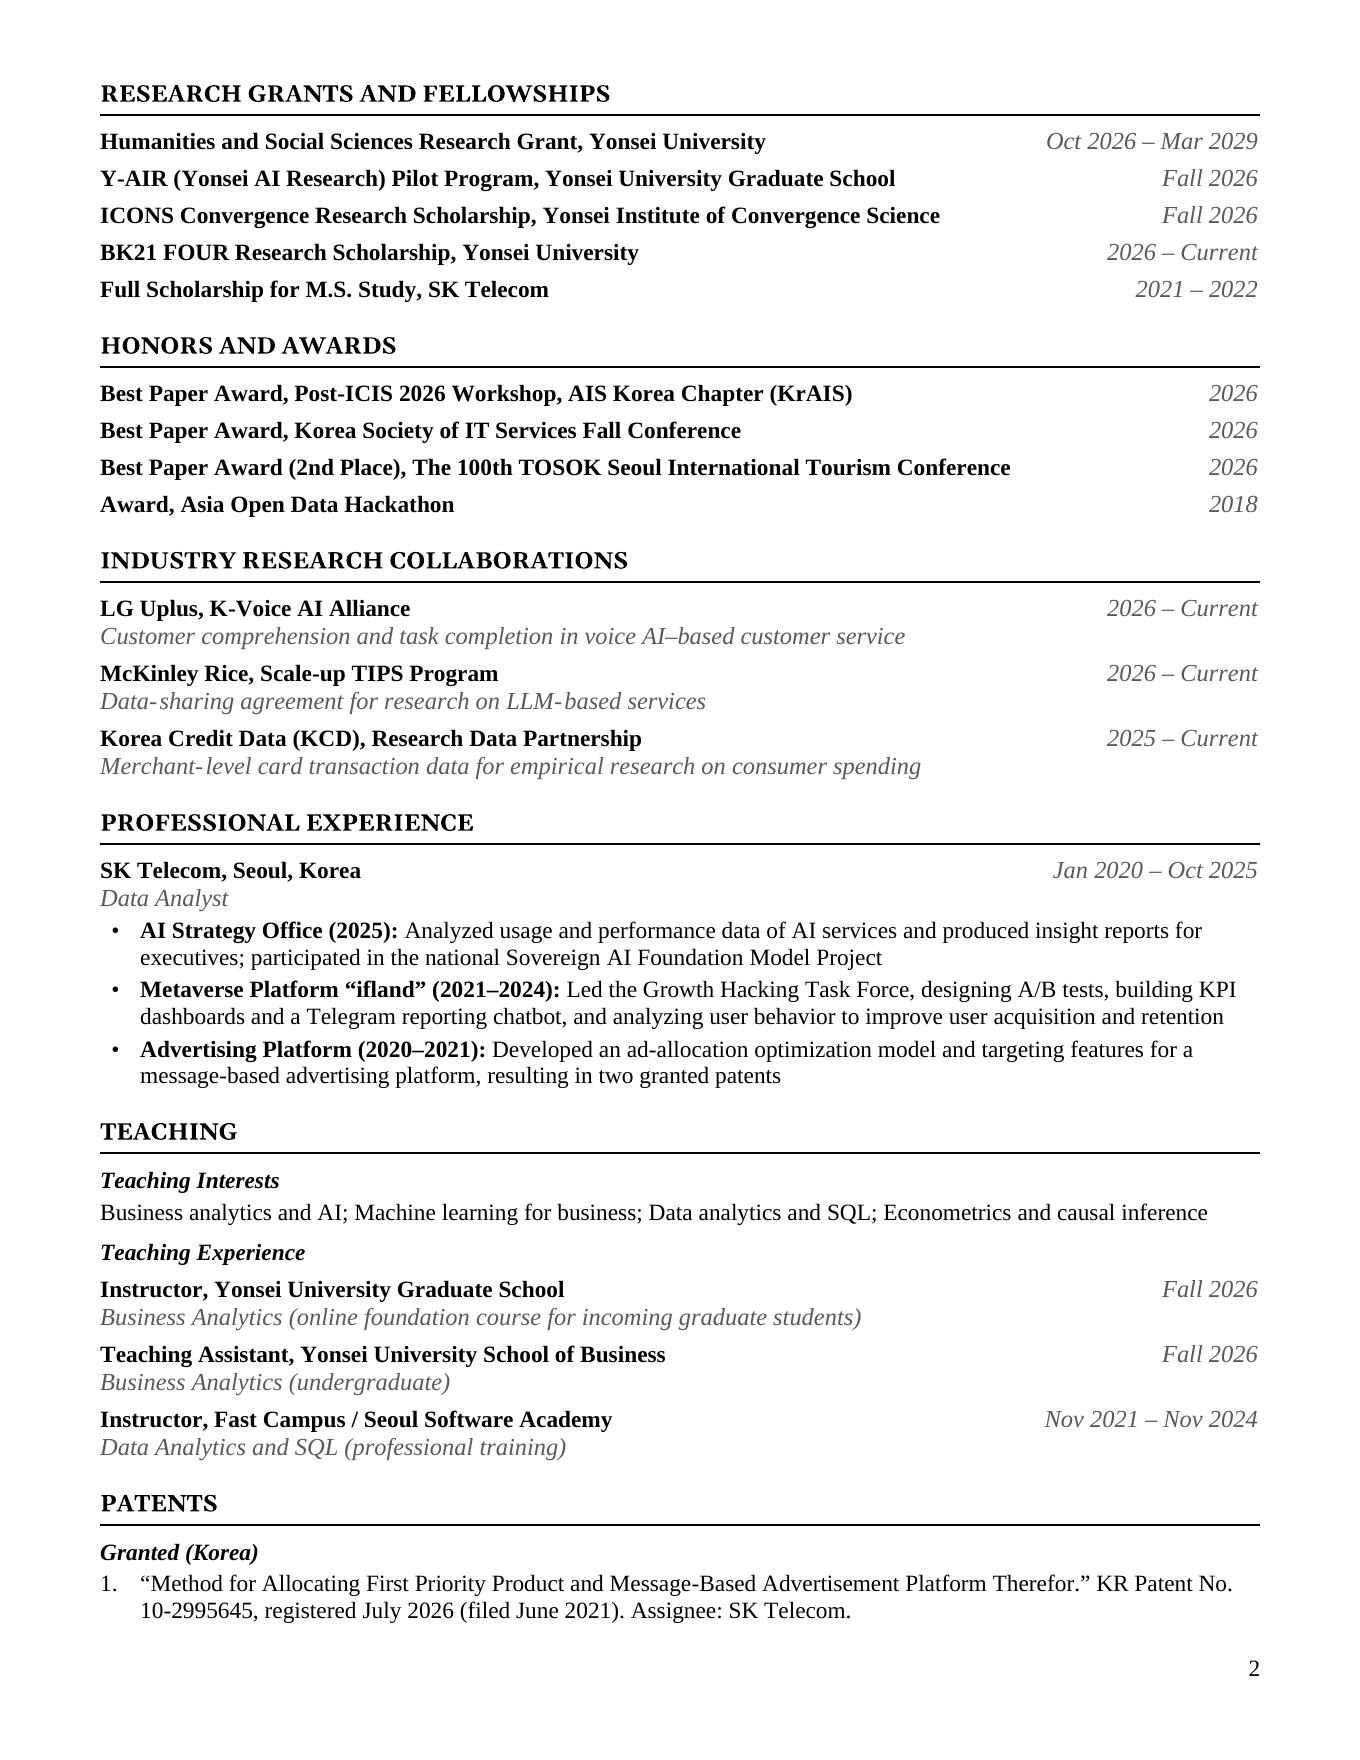 RESEARCH GRANTS AND FELLOWSHIPS
Humanities and Social Sciences Research Grant, Yonsei University Oct 2026 – Mar 2029
Y-AIR (Yonsei AI Research) Pilot Program, Yonsei University Graduate School Fall 2026
ICONS Convergence Research Scholarship, Yonsei Institute of Convergence Science Fall 2026
BK21 FOUR Research Scholarship, Yonsei University 2026 – Current
Full Scholarship for M.S. Study, SK Telecom 2021 – 2022
HONORS AND AWARDS
Best Paper Award, Post-ICIS 2026 Workshop, AIS Korea Chapter (KrAIS) 2026
Best Paper Award, Korea Society of IT Services Fall Conference 2026
Best Paper Award (2nd Place), The 100th TOSOK Seoul International Tourism Conference 2026
Award, Asia Open Data Hackathon 2018
INDUSTRY RESEARCH COLLABORATIONS
LG Uplus, K-Voice AI Alliance 2026 – Current
Customer comprehension and task completion in voice AI–based customer service
McKinley Rice, Scale-up TIPS Program 2026 – Current
Data-sharing agreement for research on LLM-based services
Korea Credit Data (KCD), Research Data Partnership 2025 – Current
Merchant-level card transaction data for empirical research on consumer spending
PROFESSIONAL EXPERIENCE
SK Telecom, Seoul, Korea Jan 2020 – Oct 2025
Data Analyst
• AI Strategy Office (2025): Analyzed usage and performance data of AI services and produced insight reports for
executives; participated in the national Sovereign AI Foundation Model Project
• Metaverse Platform “ifland” (2021–2024): Led the Growth Hacking Task Force, designing A/B tests, building KPI
dashboards and a Telegram reporting chatbot, and analyzing user behavior to improve user acquisition and retention
• Advertising Platform (2020–2021): Developed an ad-allocation optimization model and targeting features for a
message-based advertising platform, resulting in two granted patents
TEACHING
Teaching Interests
Business analytics and AI; Machine learning for business; Data analytics and SQL; Econometrics and causal inference
Teaching Experience
Instructor, Yonsei University Graduate School Fall 2026
Business Analytics (online foundation course for incoming graduate students)
Teaching Assistant, Yonsei University School of Business Fall 2026
Business Analytics (undergraduate)
Instructor, Fast Campus / Seoul Software Academy Nov 2021 – Nov 2024
Data Analytics and SQL (professional training)
PATENTS
Granted (Korea)
1. “Method for Allocating First Priority Product and Message-Based Advertisement Platform Therefor.” KR Patent No.
10-2995645, registered July 2026 (filed June 2021). Assignee: SK Telecom.
2